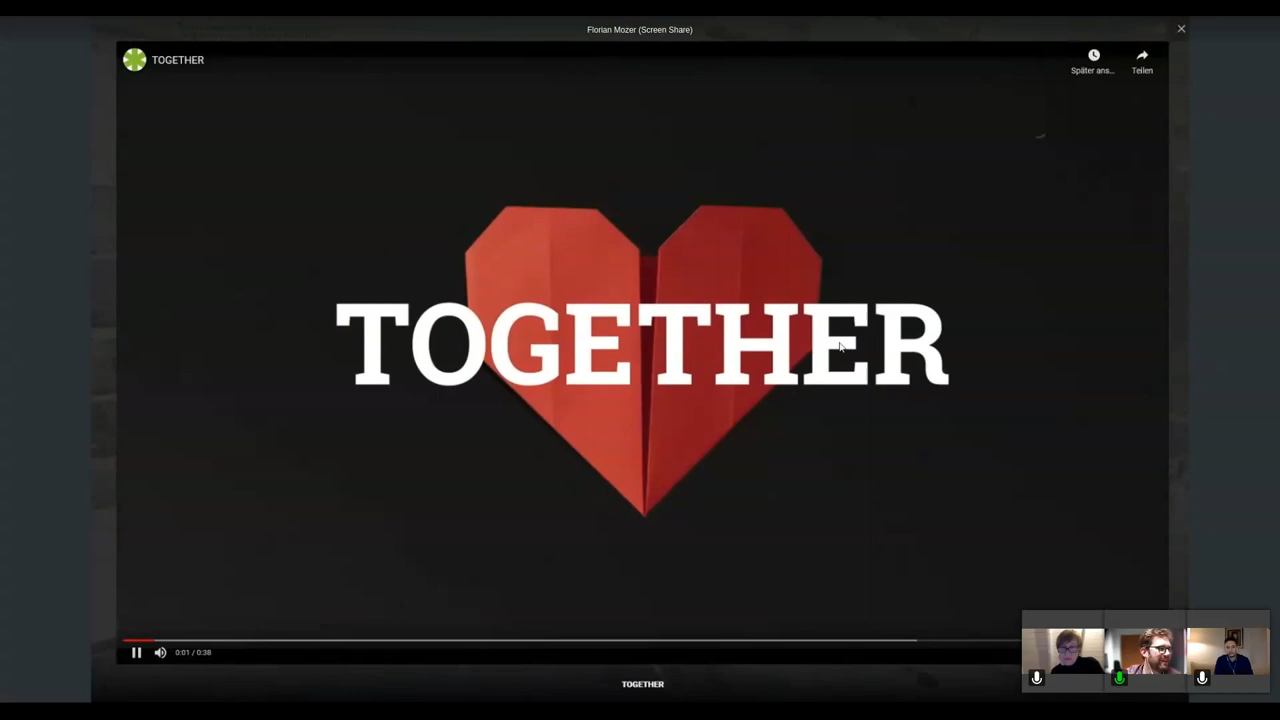 Florian Mozer (Screen Share)
TOGETHER
Später ans...
Teilen
TOGETHER
0:01 / 0:38
TOGETHER